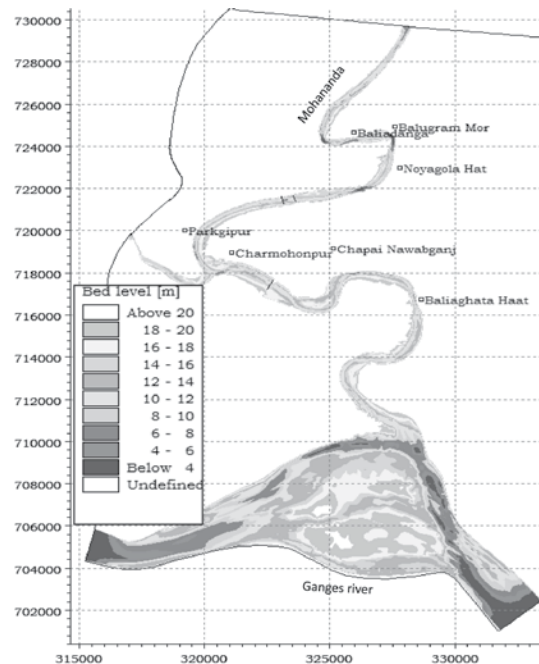 730000
728000
Mohananda
726000
Balugram Mor
Baliadanga
724000
Noyagola Hat
722000
Parkgipur
720000
Charmohonpur
Chapai Nawabganj
718000
Bed level [m]
Baliaghata Haat
Above 20
716000
18 - 20
16 - 18
714000
14 - 16
12 - 14
712000
10 - 12
8 - 10
710000
6 - 8
4 - 6
Below 4
708000
Undefined
706000
704000
Ganges river
702000
315000 320000 325000 330000